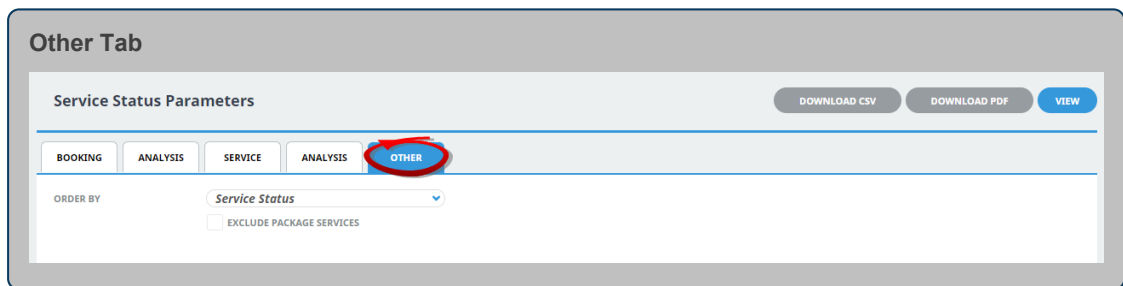 Other Tab
Service Status Parameters
DOWNLOAD CSV
DOWNLOAD PDF
VIEW
BOOKING
ANALYSIS
SERVICE
ANALYSIS
OTHER
ORDER BY
Service Status
EXCLUDE PACKAGE SERVICES